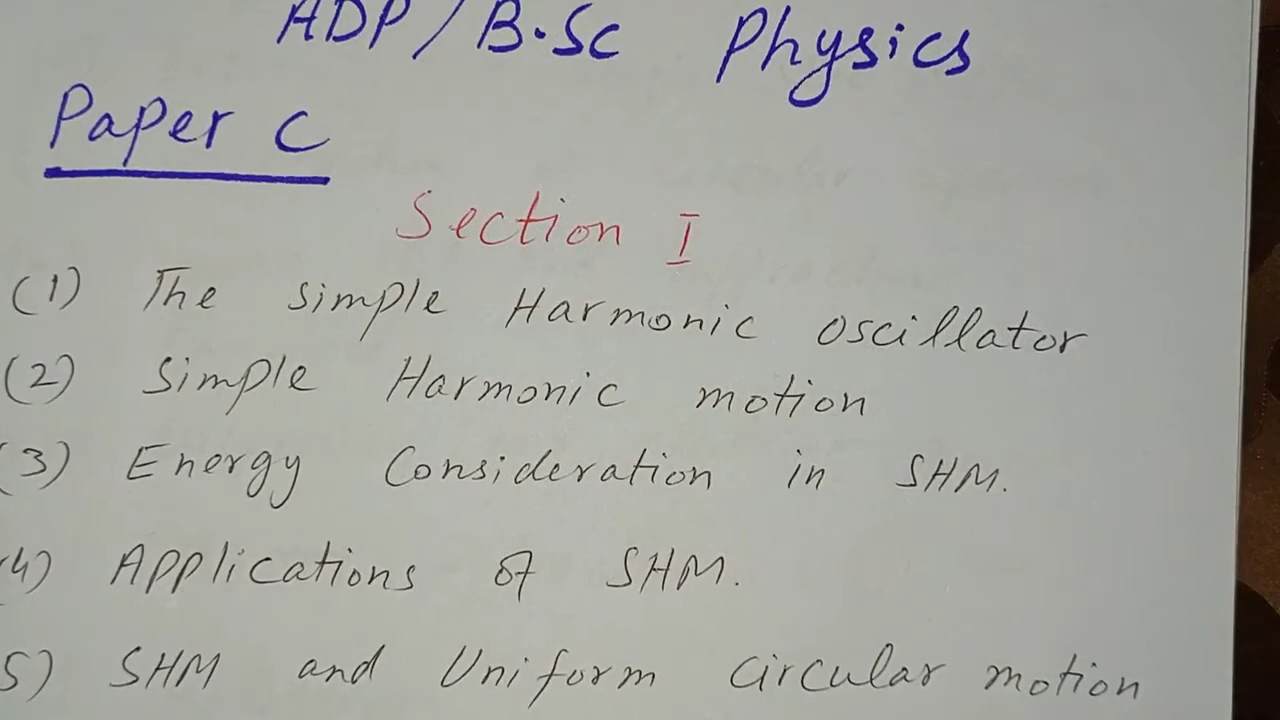 ADP/B.Sc Physics
Paper C
Section I
(1) The simple Harmonic oscillator
(2) Simple Harmonic motion
(3) Energy Consideration in SHM.
(4) Applications of SHM.
5) SHM and Uniform circular motion